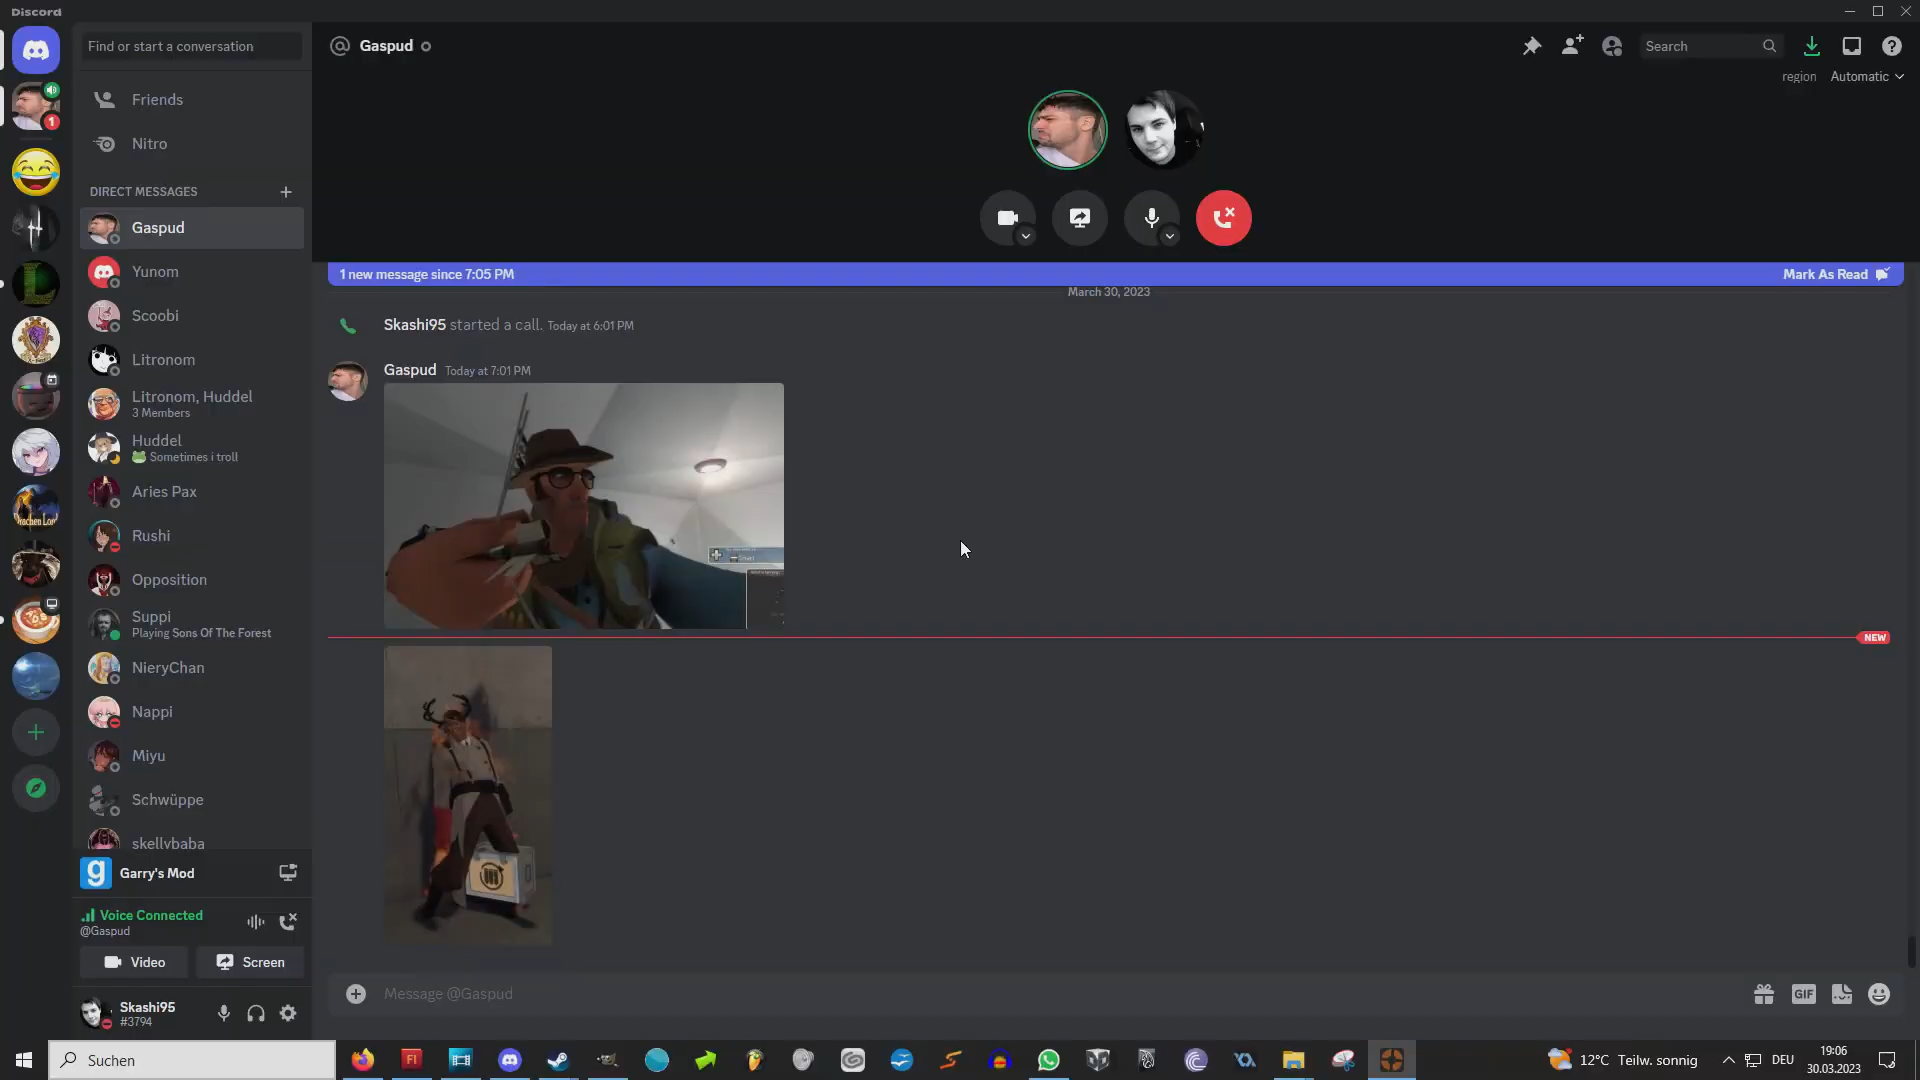 Discord
Find or start a conversation
Gaspud
Search
region
Automatic
Friends
Nitro
1
DIRECT MESSAGES
Gaspud
Yunom
Scoobi
Litronom
Litronom, Huddel
3 Members
Huddel
Sometimes i troll
Aries Pax
Rushi
Opposition
Suppi
Playing Sons Of The Forest
NieryChan
Nappi
Miyu
Schwüppe
skellybaba
Garry's Mod
Voice Connected
@Gaspud
Video
Screen
Skashi95
#3794
1 new message since 7:05 PM
Mark As Read
March 30, 2023
Skashi95 started a call. Today at 6:01 PM
Gaspud Today at 7:01 PM
NEW
Message @Gaspud
GIF
Suchen
12°C Teilw. sonnig
DEU
19:06
30.03.2023